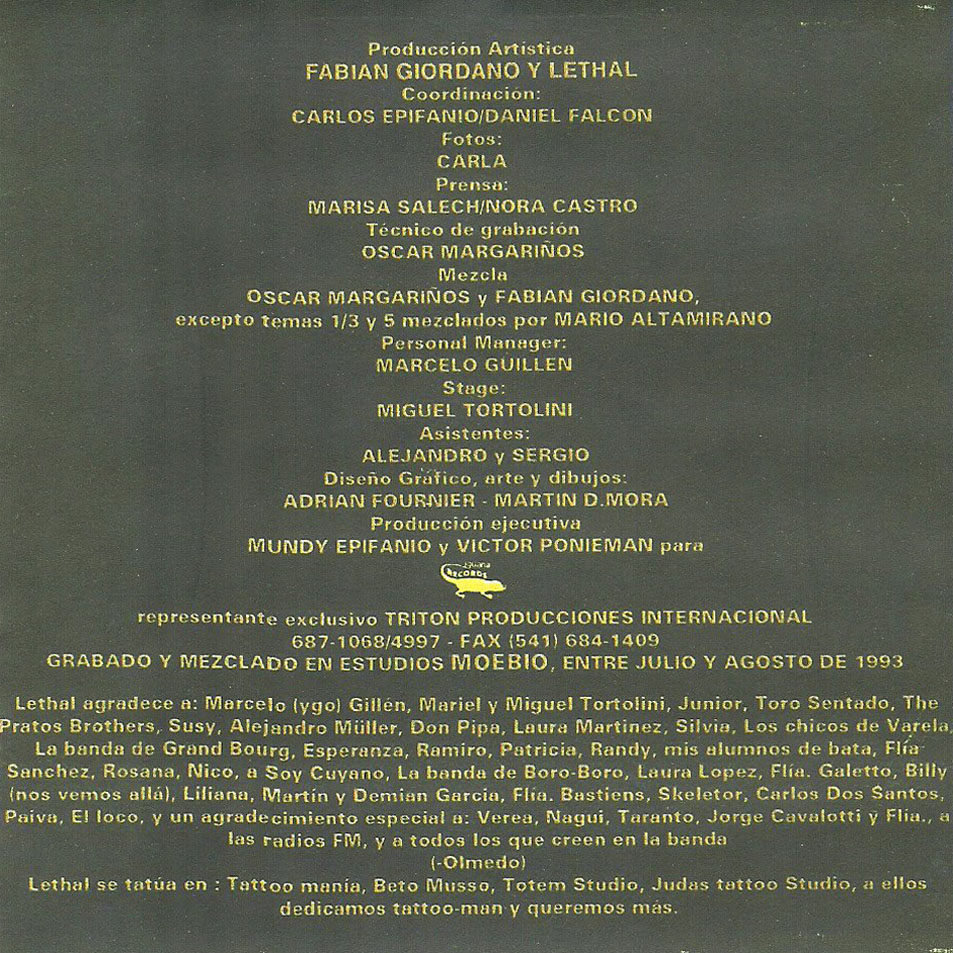 Producción Artística
FABIAN GIORDANO Y LETHAL
Coordinación:
CARLOS EPIFANIO/DANIEL FALCON
Fotos:
CARLA
Prensa:
MARISA SALECH/NORA CASTRO
Técnico de grabación
OSCAR MARGARIÑOS
Mezcla
OSCAR MARGARIÑOS y FABIAN GIORDANO,
excepto temas 1/3 y 5 mezclados por MARIO ALTAMIRANO
Personal Manager:
MARCELO GUILLEN
Stage:
MIGUEL TORTOLINI
Asistentes:
ALEJANDRO y SERGIO
Diseño Gráfico, arte y dibujos:
ADRIAN FOURNIER - MARTIN D.MORA
Producción ejecutiva
MUNDY EPIFANIO y VICTOR PONIEMAN para
iguana
RECORDS
representante exclusivo TRITON PRODUCCIONES INTERNACIONAL
687-1068/4997 - FAX (541) 684-1409
GRABADO Y MEZCLADO EN ESTUDIOS MOEBIO, ENTRE JULIO Y AGOSTO DE 1993
Lethal agradece a: Marcelo (ygo) Gillén, Mariel y Miguel Tortolini, Junior, Toro Sentado, The
Pratos Brothers, Susy, Alejandro Müller, Don Pipa, Laura Martinez, Silvia, Los chicos de Varela,
La banda de Grand Bourg, Esperanza, Ramiro, Patricia, Randy, mis alumnos de bata, Flía
Sanchez, Rosana, Nico, a Soy Cuyano, La banda de Boro-Boro, Laura Lopez, Flía. Galetto, Billy
(nos vemos allá), Liliana, Martín y Demian Garcia, Flía. Bastiens, Skeletor, Carlos Dos Santos,
Paiva, El loco, y un agradecimiento especial a: Verea, Nagui, Taranto, Jorge Cavalotti y Flía., a
las radios FM, y a todos los que creen en la banda
(-Olmedo)
Lethal se tatúa en : Tattoo manía, Beto Musso, Totem Studio, Judas tattoo Studio, a ellos
dedicamos tattoo-man y queremos más.